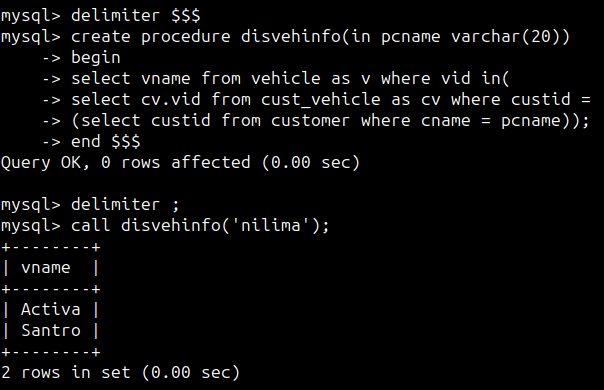 mysql> delimiter $$$
mysql> create procedure disvehinfo(in pcname varchar(20))
    -> begin
    -> select vname from vehicle as v where vid in(
    -> select cv.vid from cust_vehicle as cv where custid =
    -> (select custid from customer where cname = pcname));
    -> end $$$
Query OK, 0 rows affected (0.00 sec)

mysql> delimiter ;
mysql> call disvehinfo('nilima');
+--------+
| vname  |
+--------+
| Activa |
| Santro |
+--------+
2 rows in set (0.00 sec)